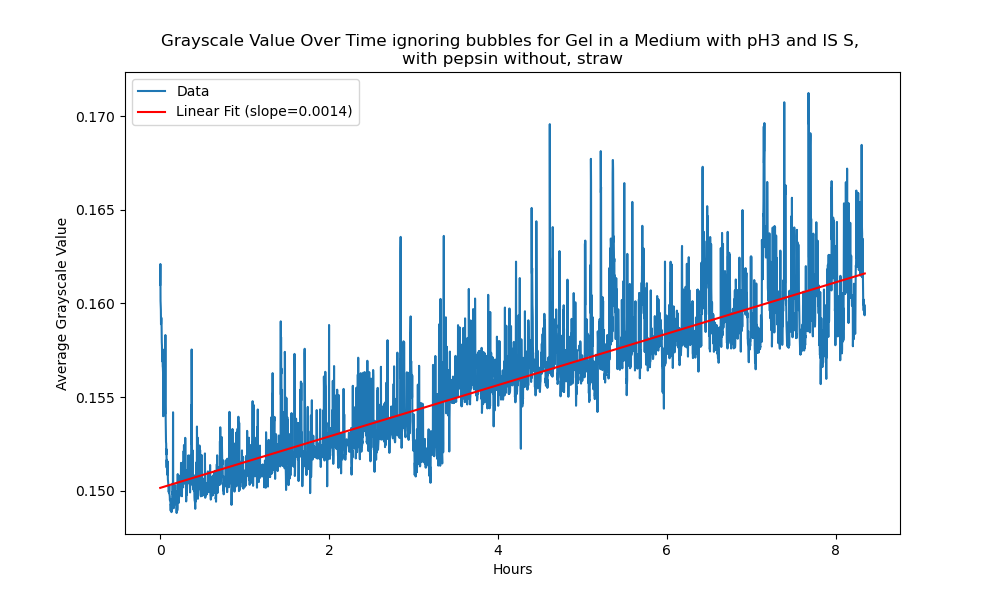 Grayscale Value Over Time ignoring bubbles for Gel in a Medium with pH3 and IS S,
with pepsin without, straw
Data
Linear Fit (slope=0.0014)
Average Grayscale Value
0.170
0.165
0.160
0.155
0.150
0
2
4
6
8
Hours